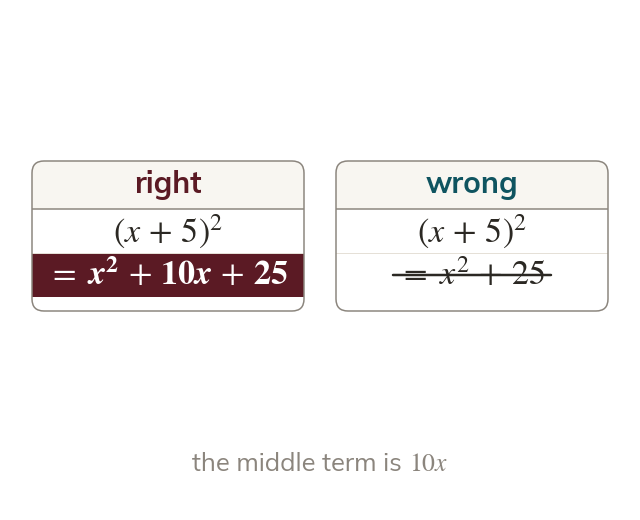 right
(x + 5)²
= x² + 10x + 25
wrong
(x + 5)²
= x² + 25
the middle term is 10x